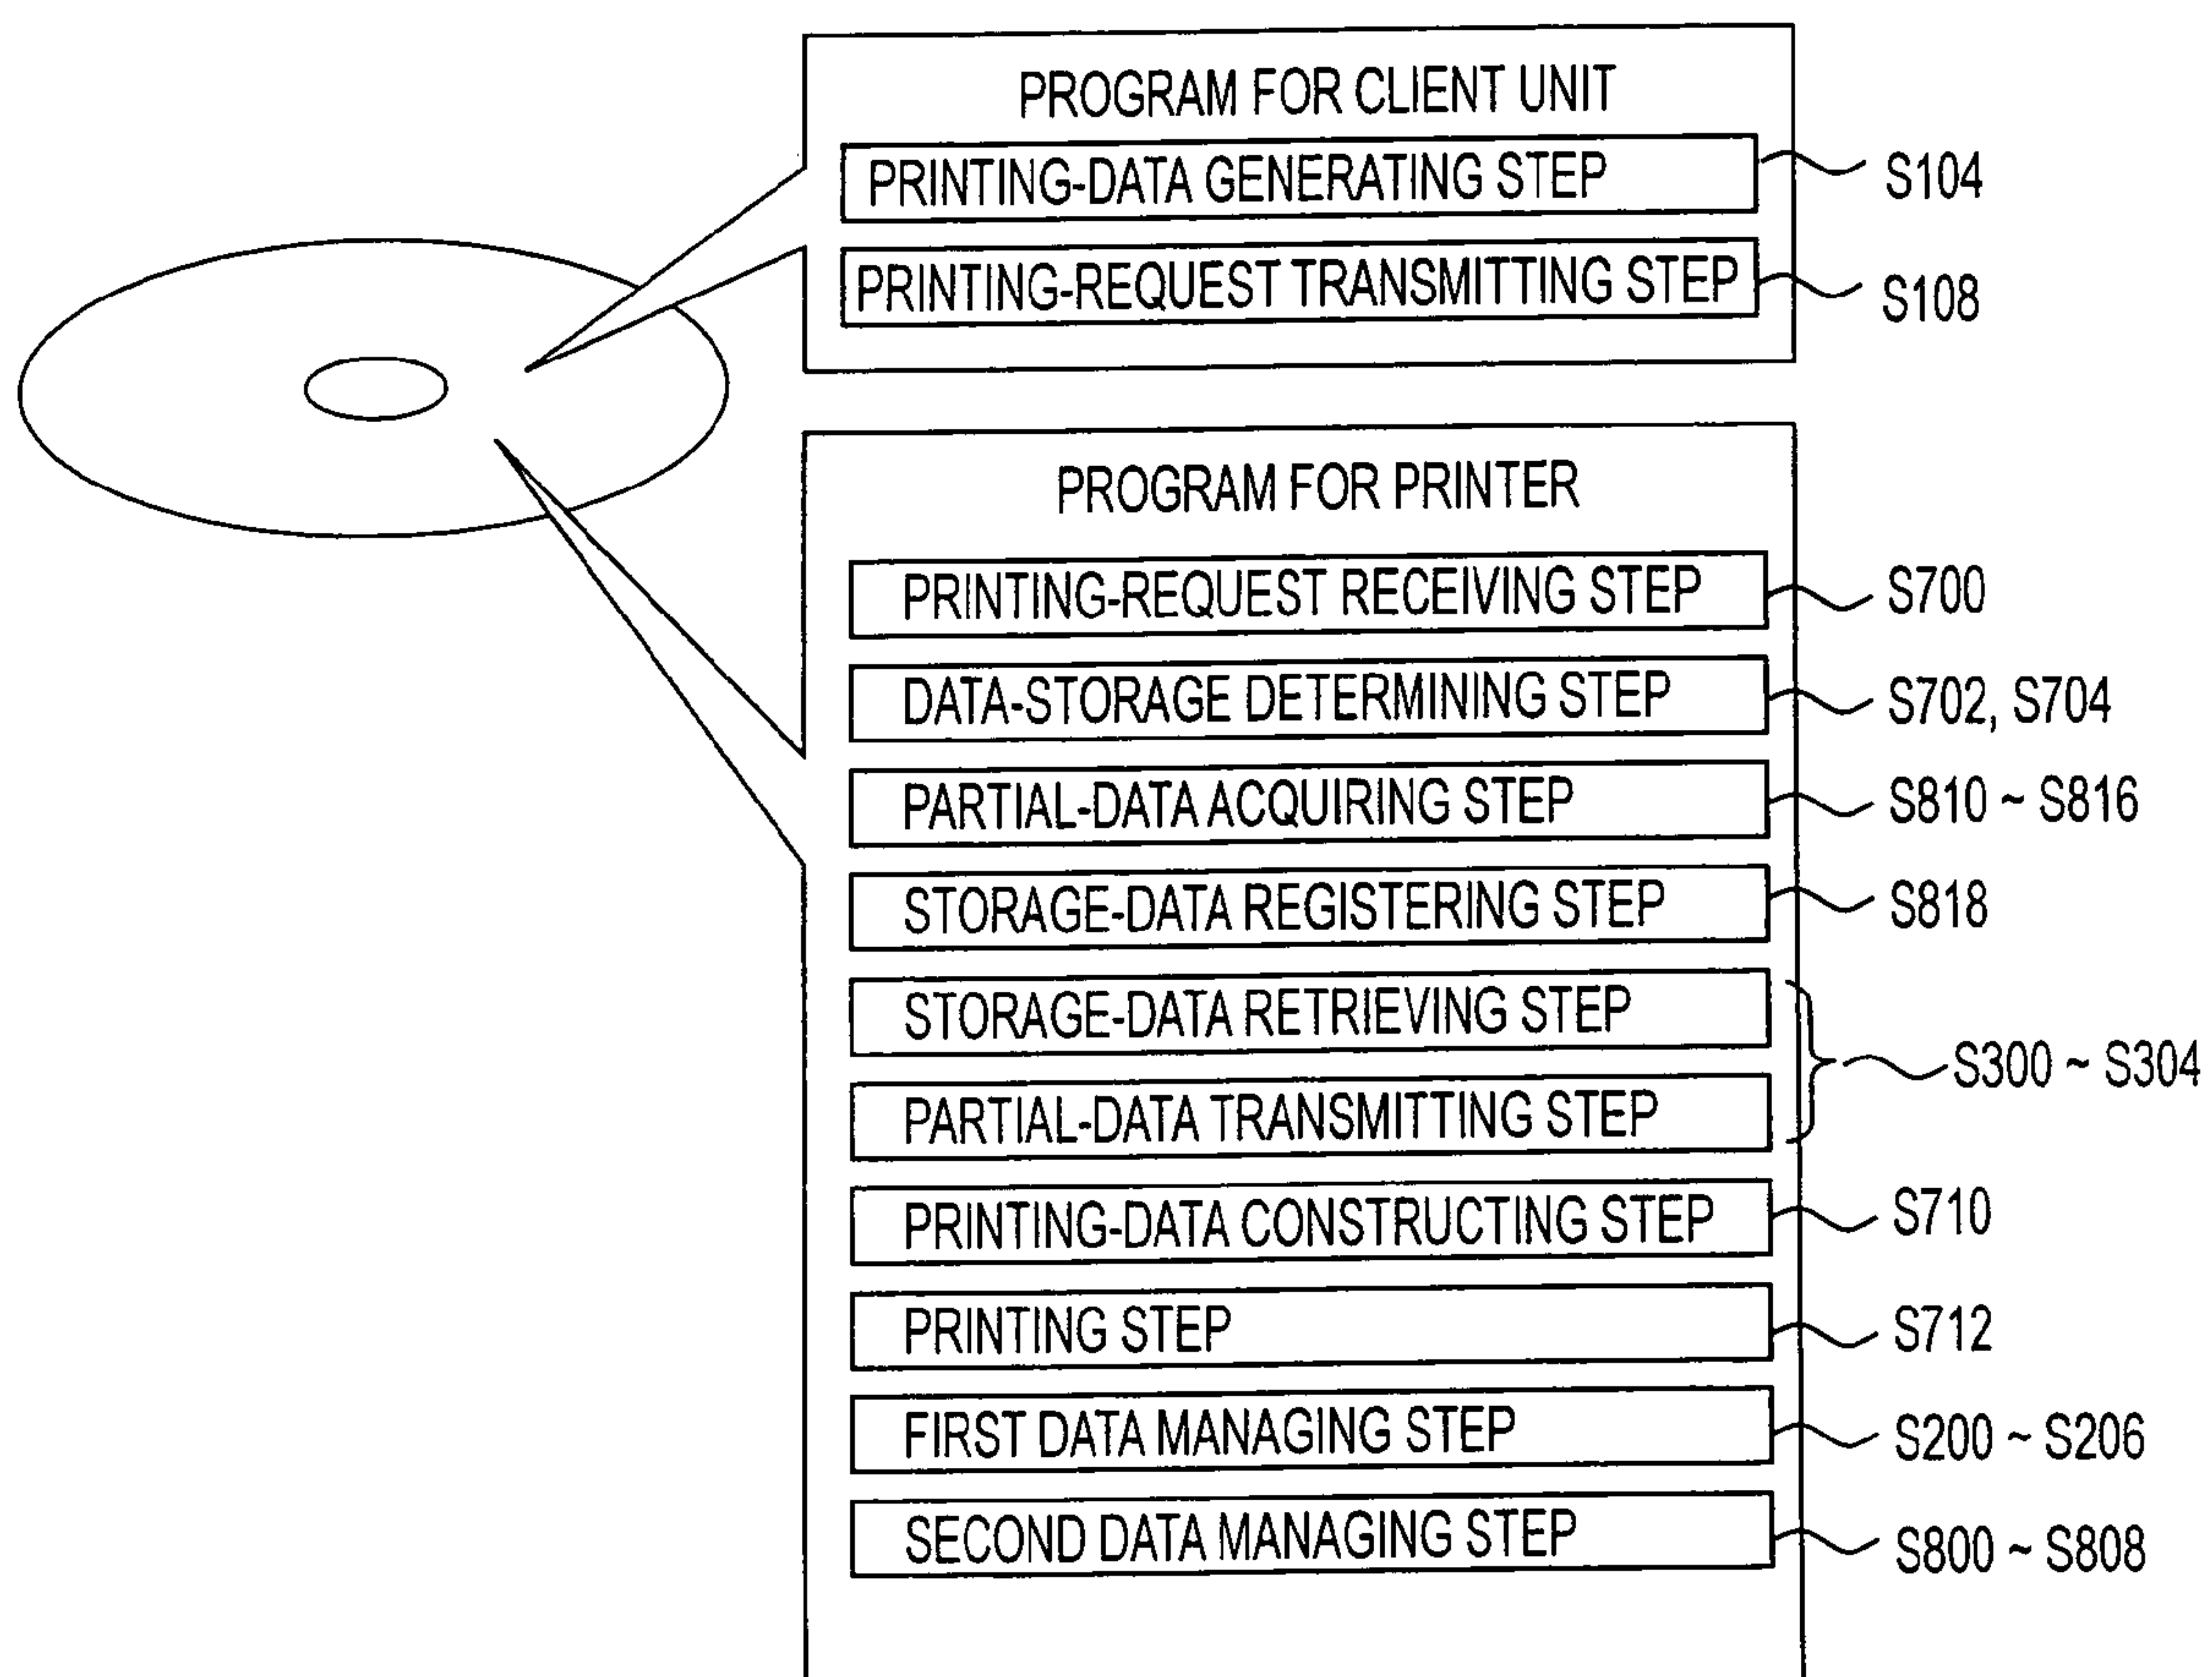 PROGRAM FOR CLIENT UNIT
PRINTING-DATA GENERATING STEP
S104
PRINTING-REQUEST TRANSMITTING STEP
S108
PROGRAM FOR PRINTER
PRINTING-REQUEST RECEIVING STEP
S700
DATA-STORAGE DETERMINING STEP
S702, S704
PARTIAL-DATA ACQUIRING STEP
S810 ~ S816
STORAGE-DATA REGISTERING STEP
S818
STORAGE-DATA RETRIEVING STEP
S300 ~ S304
PARTIAL-DATA TRANSMITTING STEP
PRINTING-DATA CONSTRUCTING STEP
S710
PRINTING STEP
S712
FIRST DATA MANAGING STEP
S200 ~ S206
SECOND DATA MANAGING STEP
S800 ~ S808